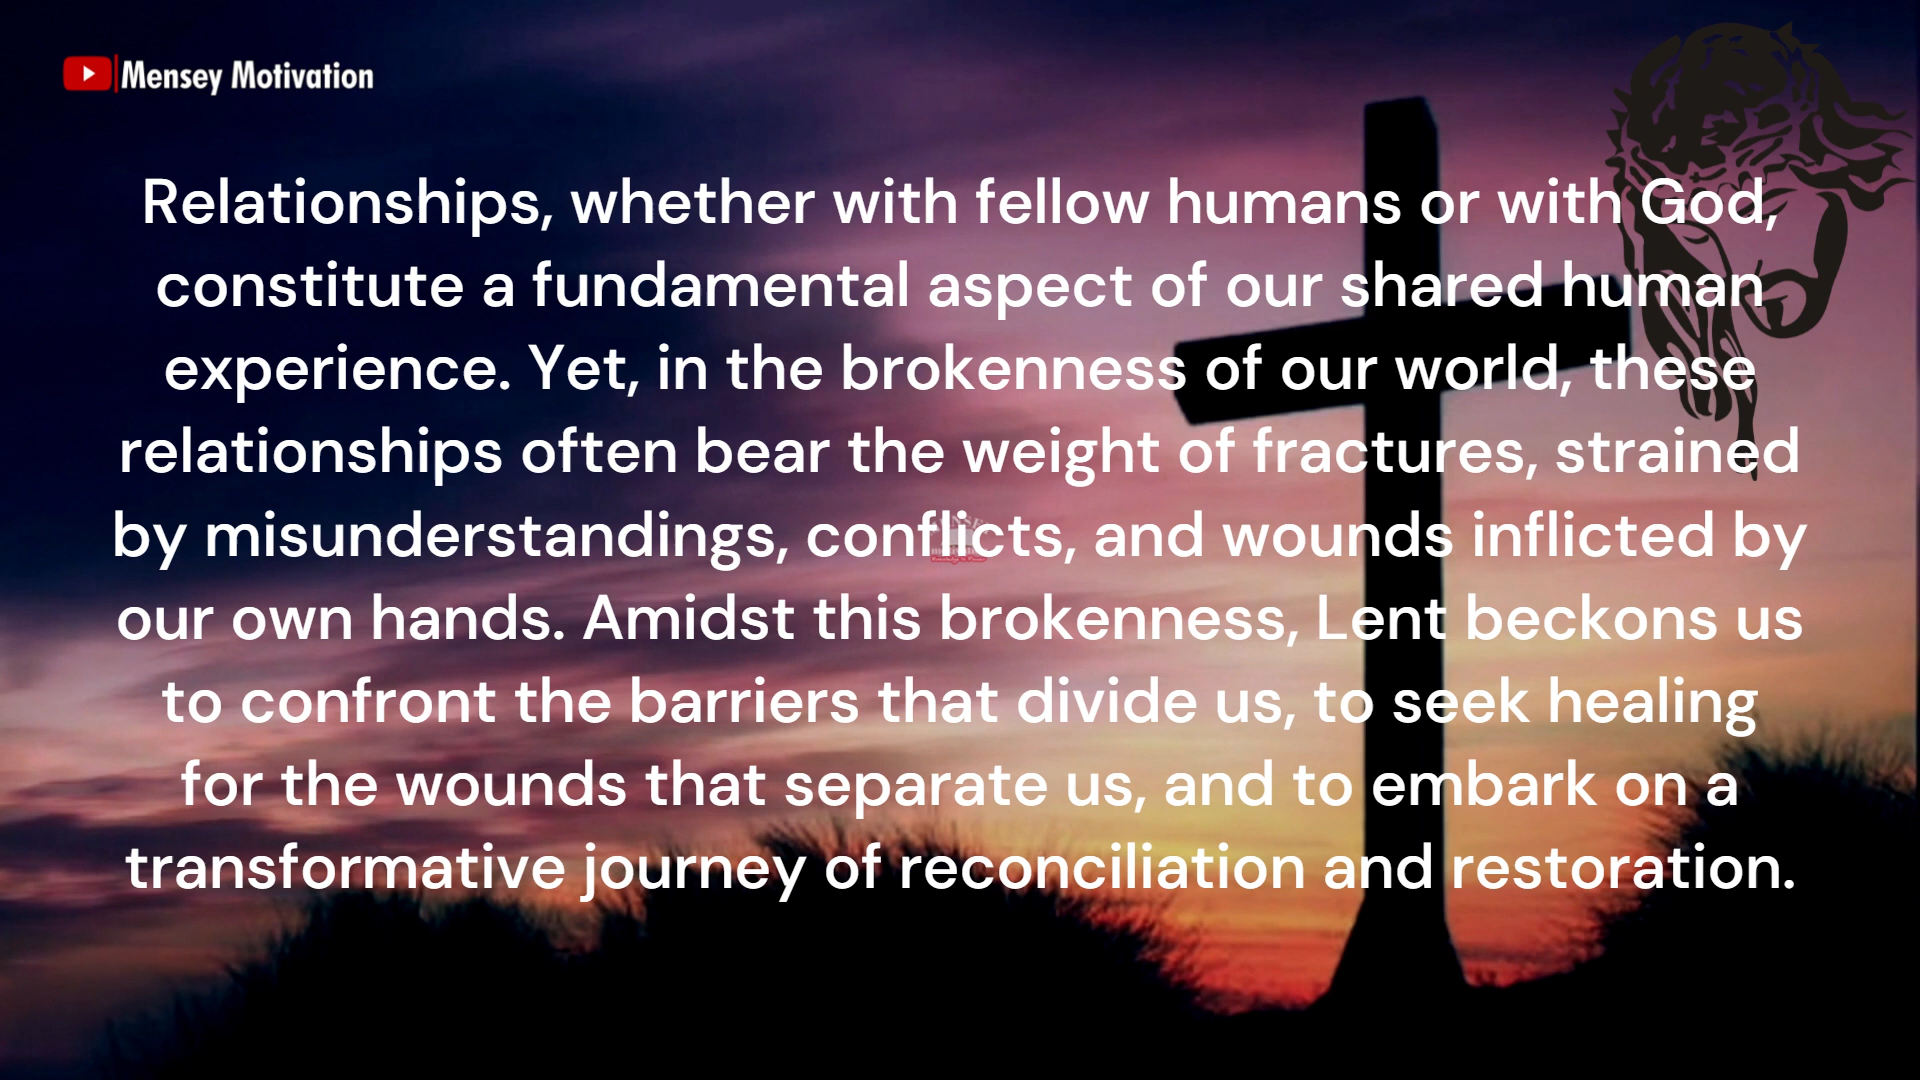 Mensey Motivation
Relationships, whether with fellow humans or with God,
constitute a fundamental aspect of our shared human
experience. Yet, in the brokenness of our world, these
relationships often bear the weight of fractures, strained
by misunderstandings, conflicts, and wounds inflicted by
our own hands. Amidst this brokenness, Lent beckons us
to confront the barriers that divide us, to seek healing
for the wounds that separate us, and to embark on a
transformative journey of reconciliation and restoration.